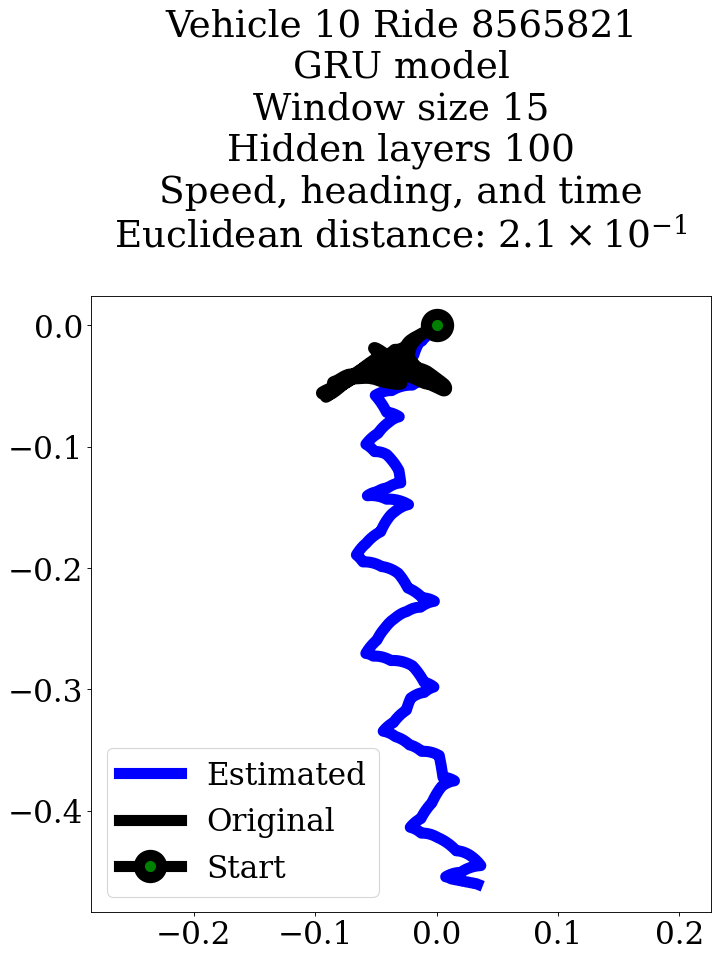 Vehicle 10 Ride 8565821
GRU model
Window size 15
Hidden layers 100
Speed, heading, and time
Euclidean distance: 2.1 × 10⁻¹
0.0
−0.1
−0.2
−0.3
−0.4
Estimated
Original
Start
−0.2 −0.1 0.0 0.1 0.2